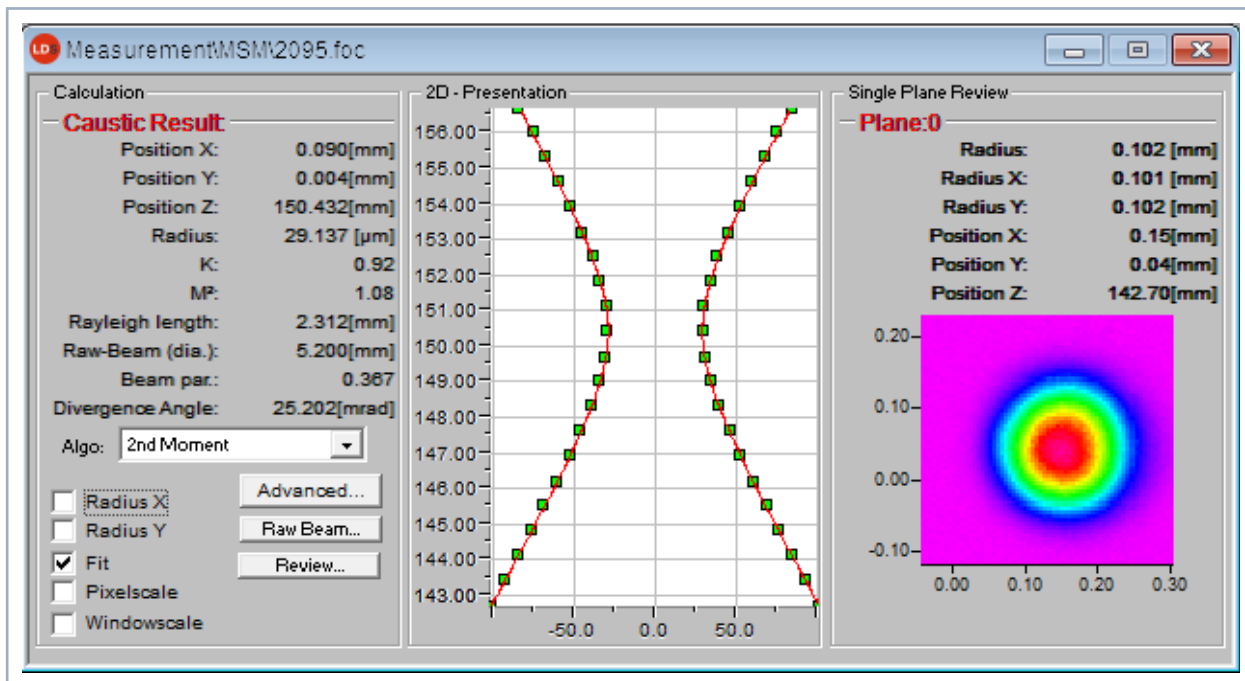 LDS Measurement\MSM\2095.foc
Calculation
Caustic Result:
Position X: 0.090[mm]
Position Y: 0.004[mm]
Position Z: 150.432[mm]
Radius: 29.137 [µm]
K: 0.92
M²: 1.08
Rayleigh length: 2.312[mm]
Raw-Beam (dia.): 5.200[mm]
Beam par.: 0.367
Divergence Angle: 25.202[mrad]
Algo: 2nd Moment
Radius X
Radius Y
Fit
Pixelscale
Windowscale
Advanced...
Raw Beam...
Review...
2D - Presentation
156.00
155.00
154.00
153.00
152.00
151.00
150.00
149.00
148.00
147.00
146.00
145.00
144.00
143.00
-50.0 0.0 50.0
Single Plane Review
Plane:0
Radius: 0.102 [mm]
Radius X: 0.101 [mm]
Radius Y: 0.102 [mm]
Position X: 0.15[mm]
Position Y: 0.04[mm]
Position Z: 142.70[mm]
0.20
0.10
0.00
-0.10
0.00 0.10 0.20 0.30